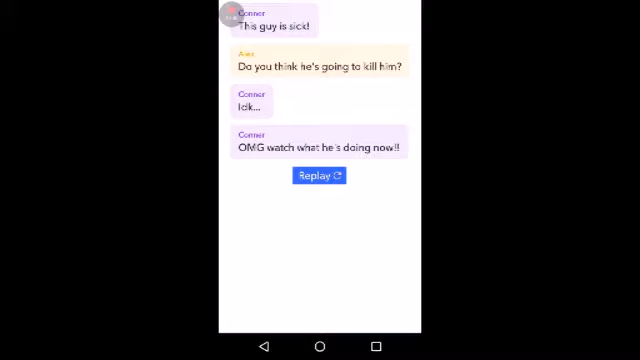 Conner
This guy is sick!
Alex
Do you think he's going to kill him?
Conner
Idk...
Conner
OMG watch what he's doing now!!
Replay